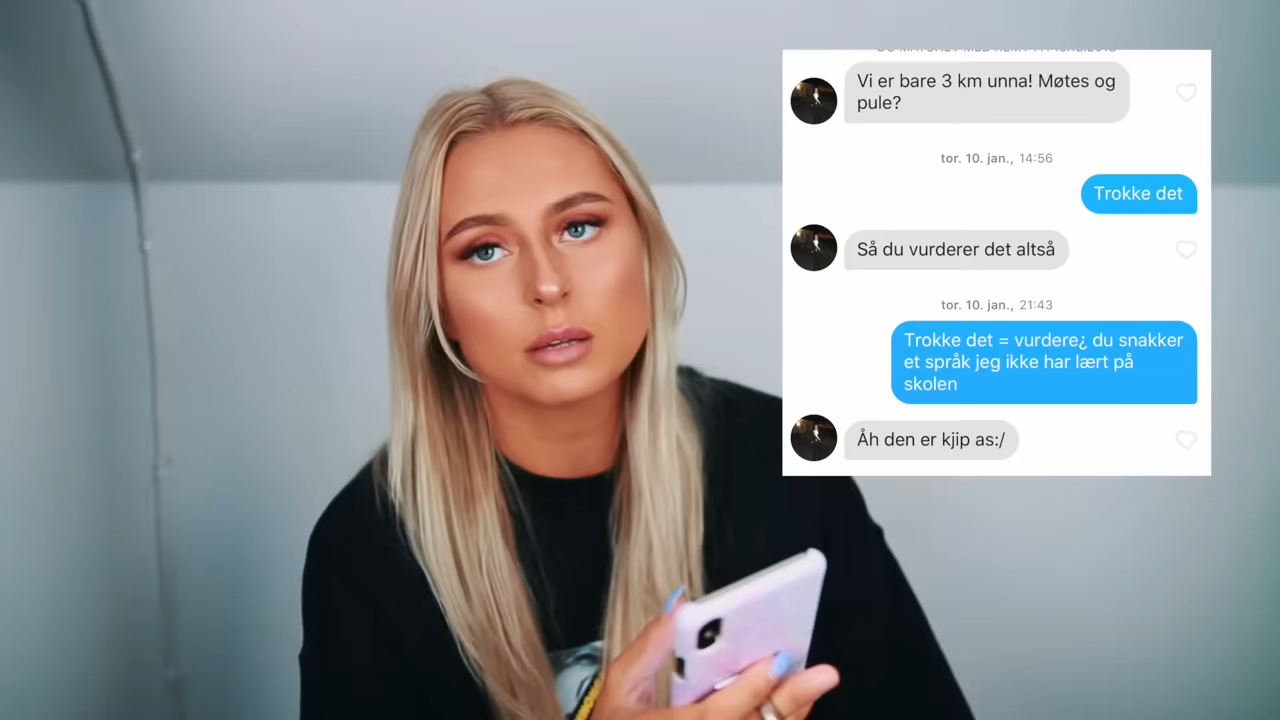 Vi er bare 3 km unna! Møtes og
pule?
tor. 10. jan., 14:56
Trokke det
Så du vurderer det altså
tor. 10. jan., 21:43
Trokke det = vurdere¿ du snakker
et språk jeg ikke har lært på
skolen
Åh den er kjip as:/